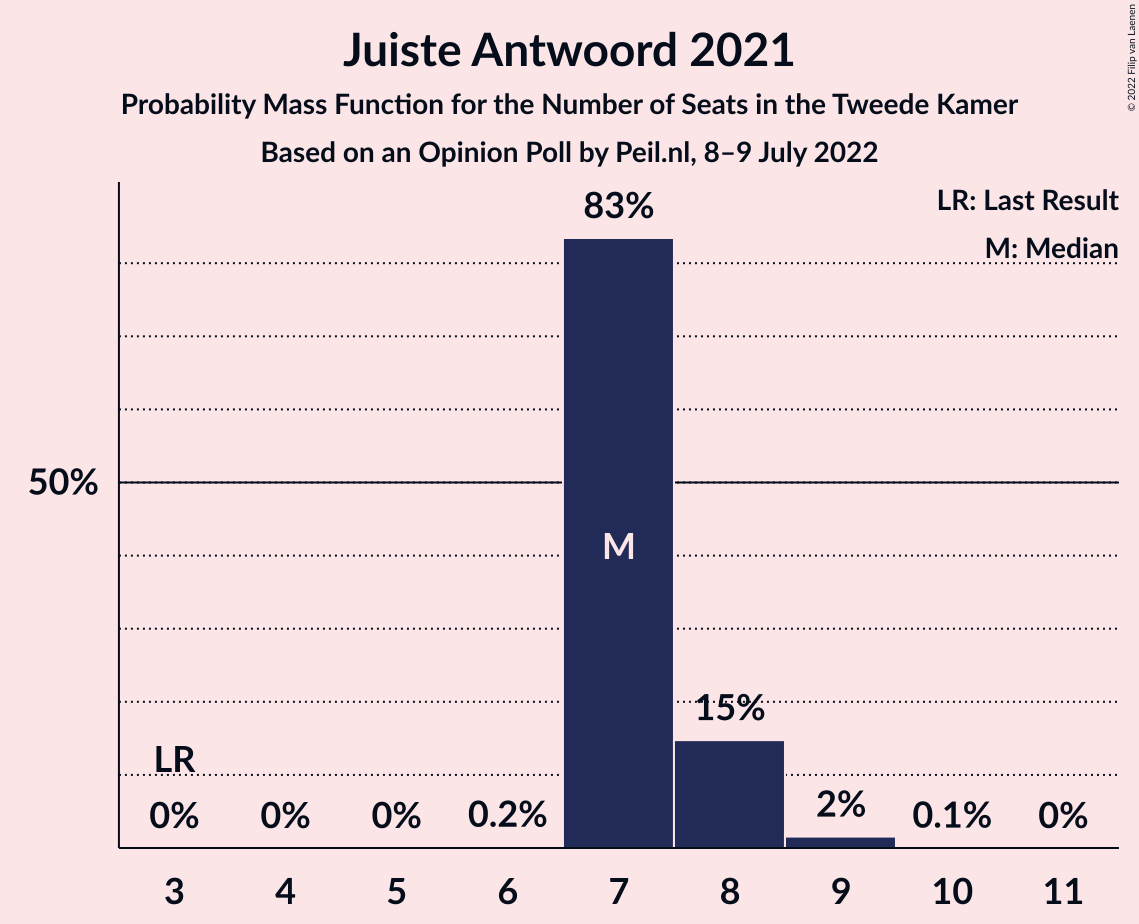 Juiste Antwoord 2021
Probability Mass Function for the Number of Seats in the Tweede Kamer
Based on an Opinion Poll by Peil.nl, 8–9 July 2022
© 2022 Filip van Laenen
LR: Last Result
M: Median
83%
50%
M
15%
LR
0% 0% 0% 0.2% 2% 0.1% 0%
3 4 5 6 7 8 9 10 11